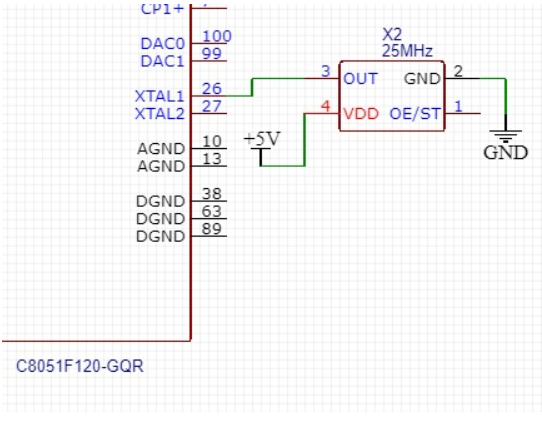 CP1+
DAC0 100
DAC1 99
XTAL1 26
XTAL2 27
AGND 10
AGND 13
DGND 38
DGND 63
DGND 89
C8051F120-GQR
+5V
X2
25MHz
3 OUT GND 2
4 VDD OE/ST 1
GND